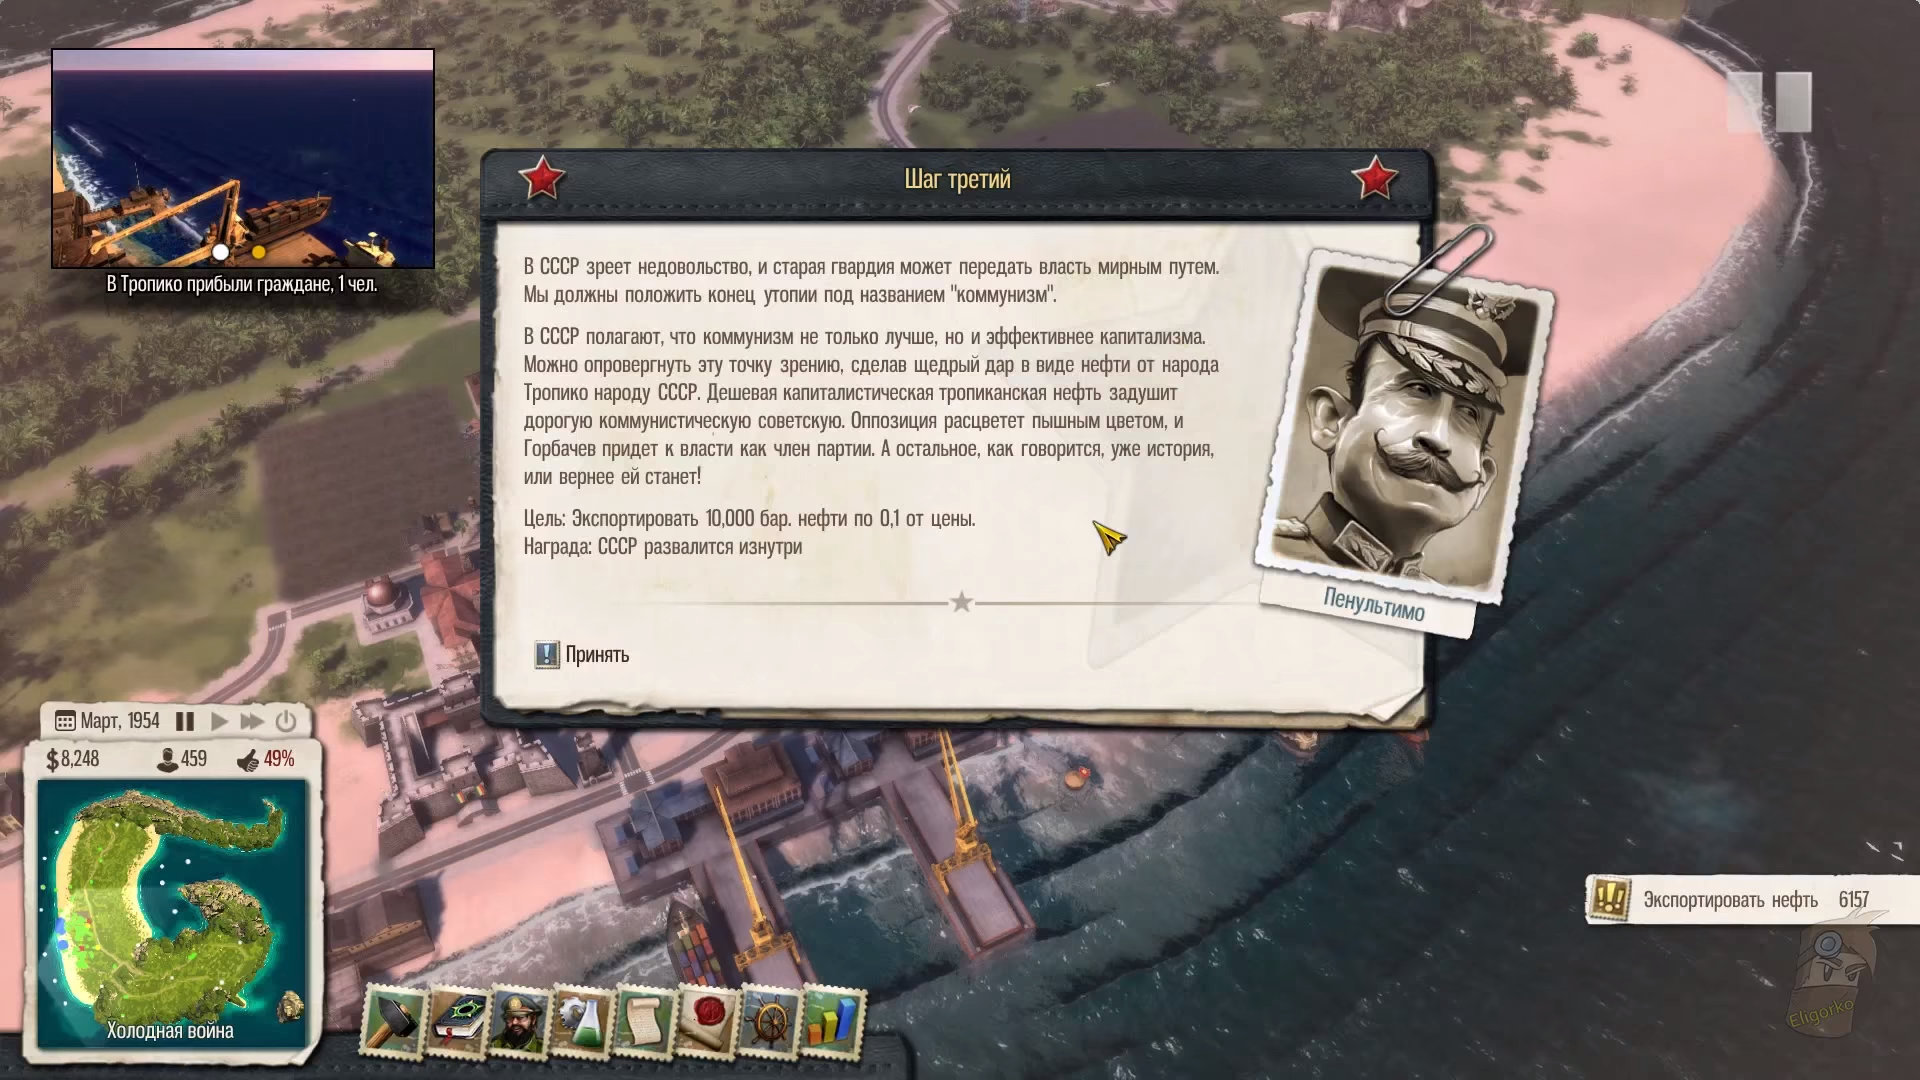 В Тропико прибыли граждане, 1 чел.
Шаг третий
В СССР зреет недовольство, и старая гвардия может передать власть мирным путем.
Мы должны положить конец утопии под названием "коммунизм".
В СССР полагают, что коммунизм не только лучше, но и эффективнее капитализма.
Можно опровергнуть эту точку зрения, сделав щедрый дар в виде нефти от народа
Тропико народу СССР. Дешевая капиталистическая тропиканская нефть задушит
дорогую коммунистическую советскую. Оппозиция расцветет пышным цветом, и
Горбачев придет к власти как член партии. А остальное, как говорится, уже история,
или вернее ей станет!
Цель: Экспортировать 10,000 бар. нефти по 0,1 от цены.
Награда: СССР развалится изнутри
Пенультимо
Принять
Март, 1954
$8,248
459
49%
Холодная война
Экспортировать нефть 6157
Eligorko